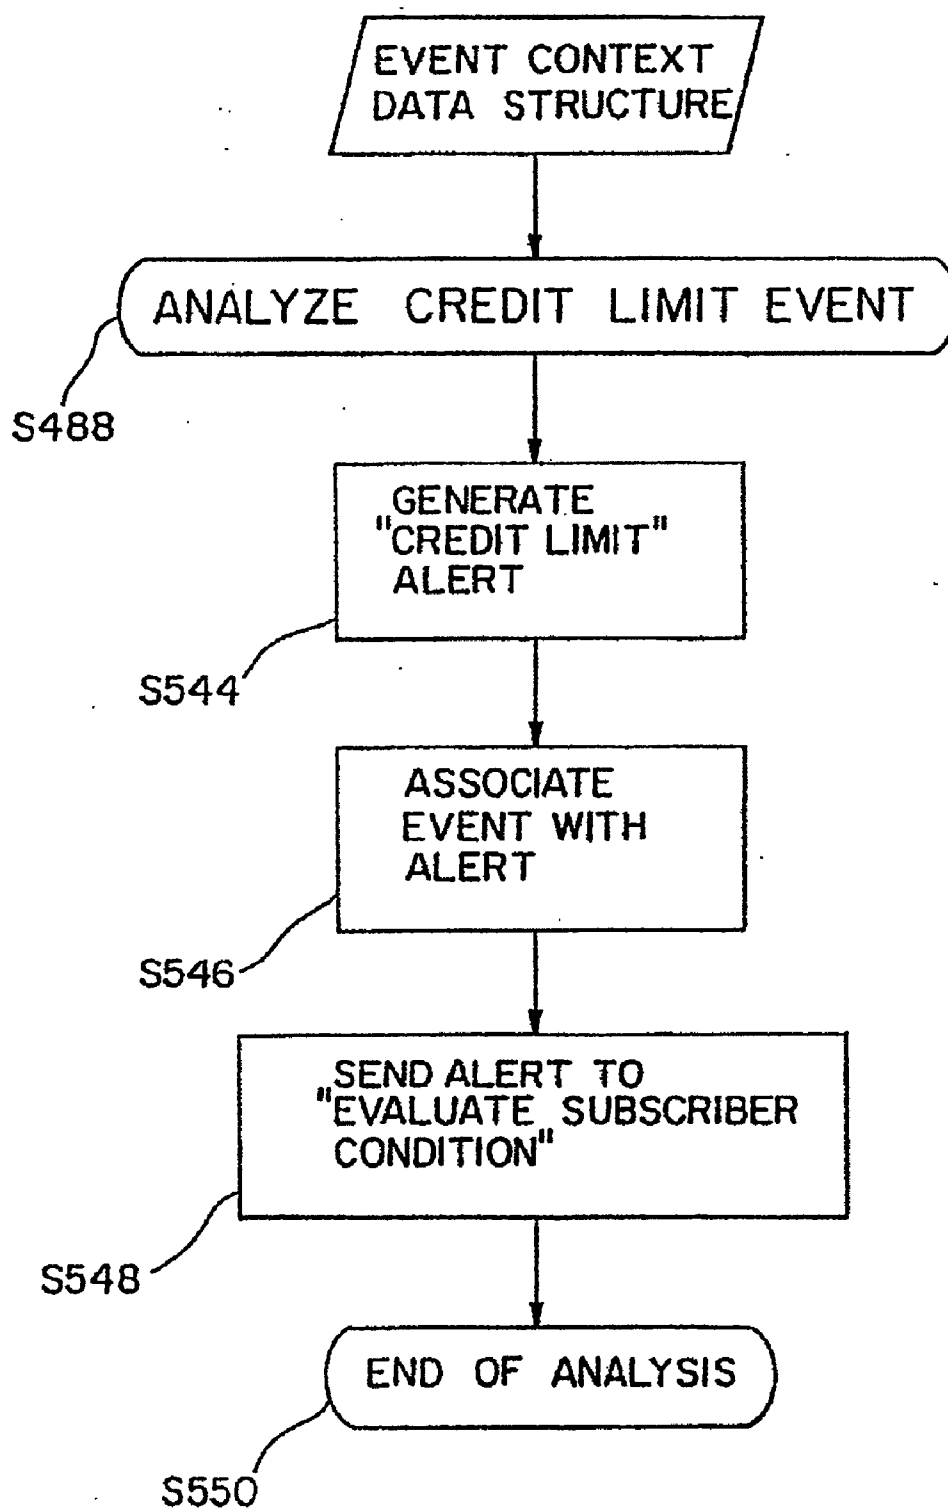 EVENT CONTEXT
DATA STRUCTURE
ANALYZE CREDIT LIMIT EVENT
S488
GENERATE
"CREDIT LIMIT"
ALERT
S544
ASSOCIATE
EVENT WITH
ALERT
S546
SEND ALERT TO
"EVALUATE SUBSCRIBER
CONDITION"
S548
END OF ANALYSIS
S550